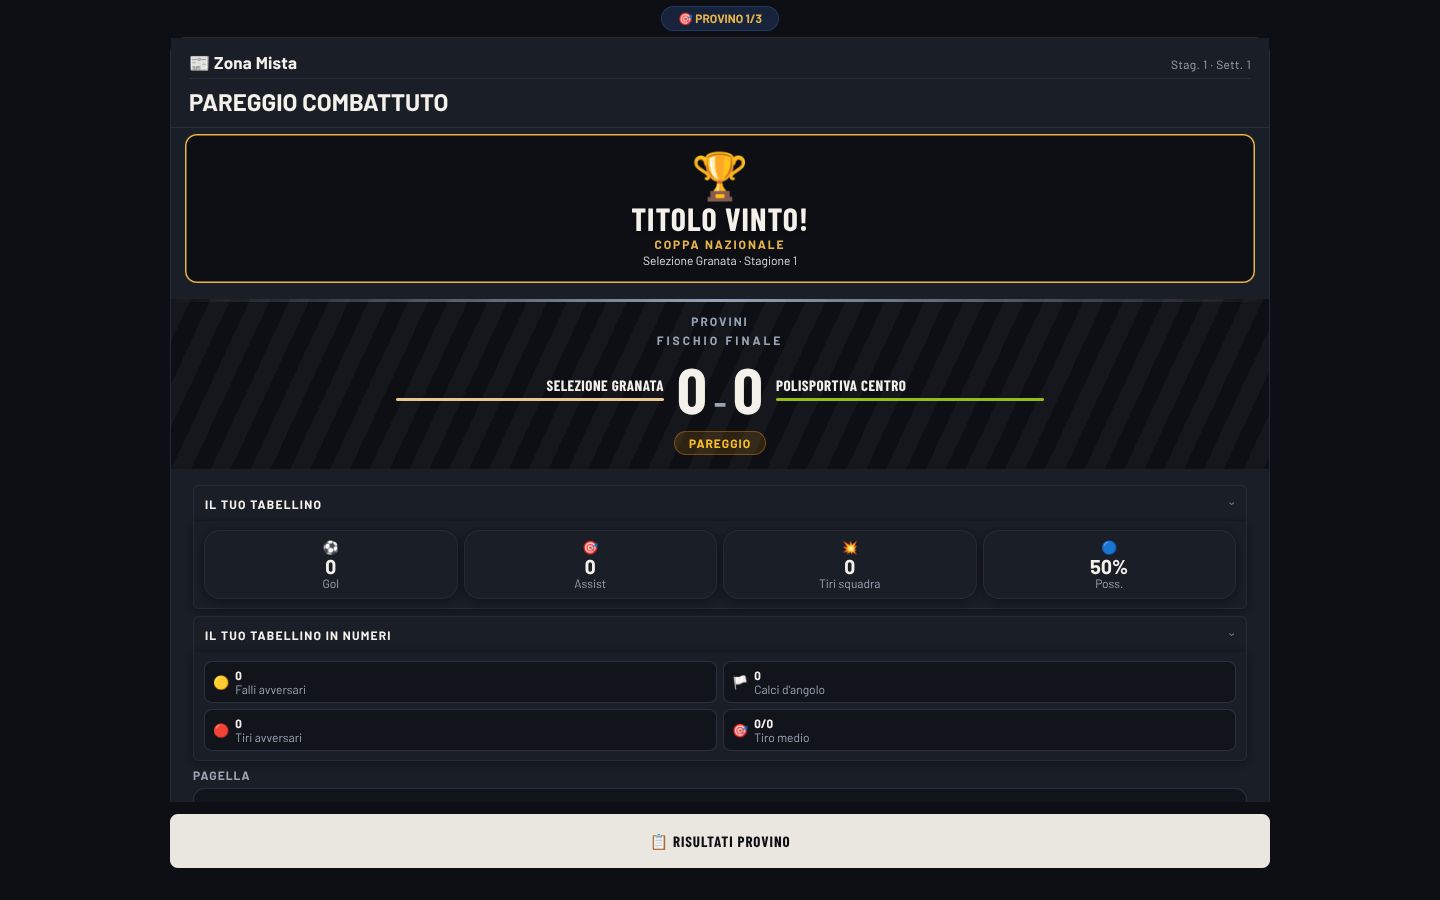 PROVINO 1/3
Zona Mista
Stag. 1 · Sett. 1
PAREGGIO COMBATTUTO
TITOLO VINTO!
COPPA NAZIONALE
Selezione Granata · Stagione 1
PROVINI
FISCHIO FINALE
SELEZIONE GRANATA 0 - 0 POLISPORTIVA CENTRO
PAREGGIO
IL TUO TABELLINO
0
Gol
0
Assist
0
Tiri squadra
50%
Poss.
IL TUO TABELLINO IN NUMERI
0
Falli avversari
0
Calci d'angolo
0
Tiri avversari
0/0
Tiro medio
PAGELLA
RISULTATI PROVINO